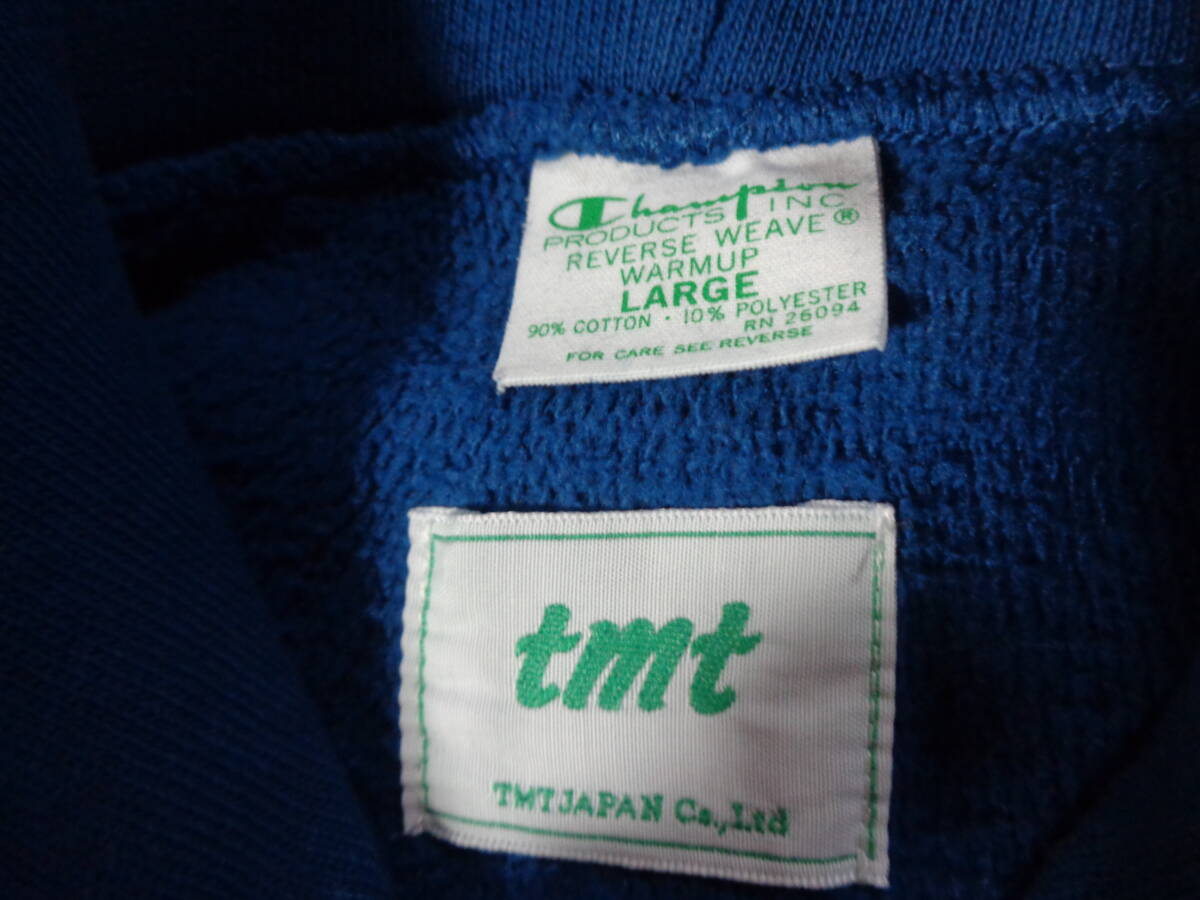 Champion
PRODUCTS INC
REVERSE WEAVE®
WARMUP
LARGE
90% COTTON · 10% POLYESTER
RN 26094
FOR CARE SEE REVERSE
tmt
TMT JAPAN Co.,Ltd